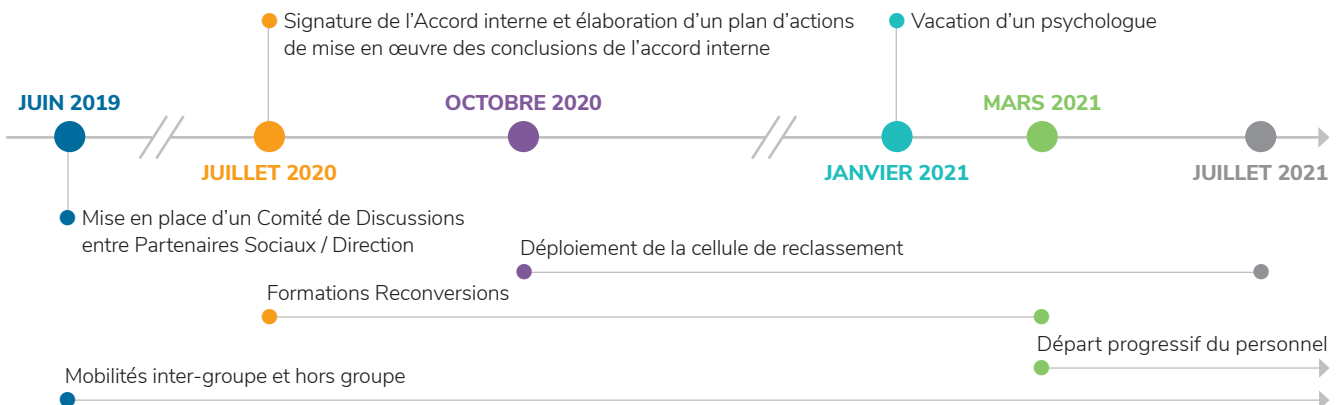 Signature de l’Accord interne et élaboration d’un plan d’actions
de mise en œuvre des conclusions de l’accord interne
Vacation d’un psychologue
JUIN 2019
OCTOBRE 2020
MARS 2021
JUILLET 2020
JANVIER 2021
JUILLET 2021
Mise en place d’un Comité de Discussions
entre Partenaires Sociaux / Direction
Déploiement de la cellule de reclassement
Formations Reconversions
Départ progressif du personnel
Mobilités inter-groupe et hors groupe